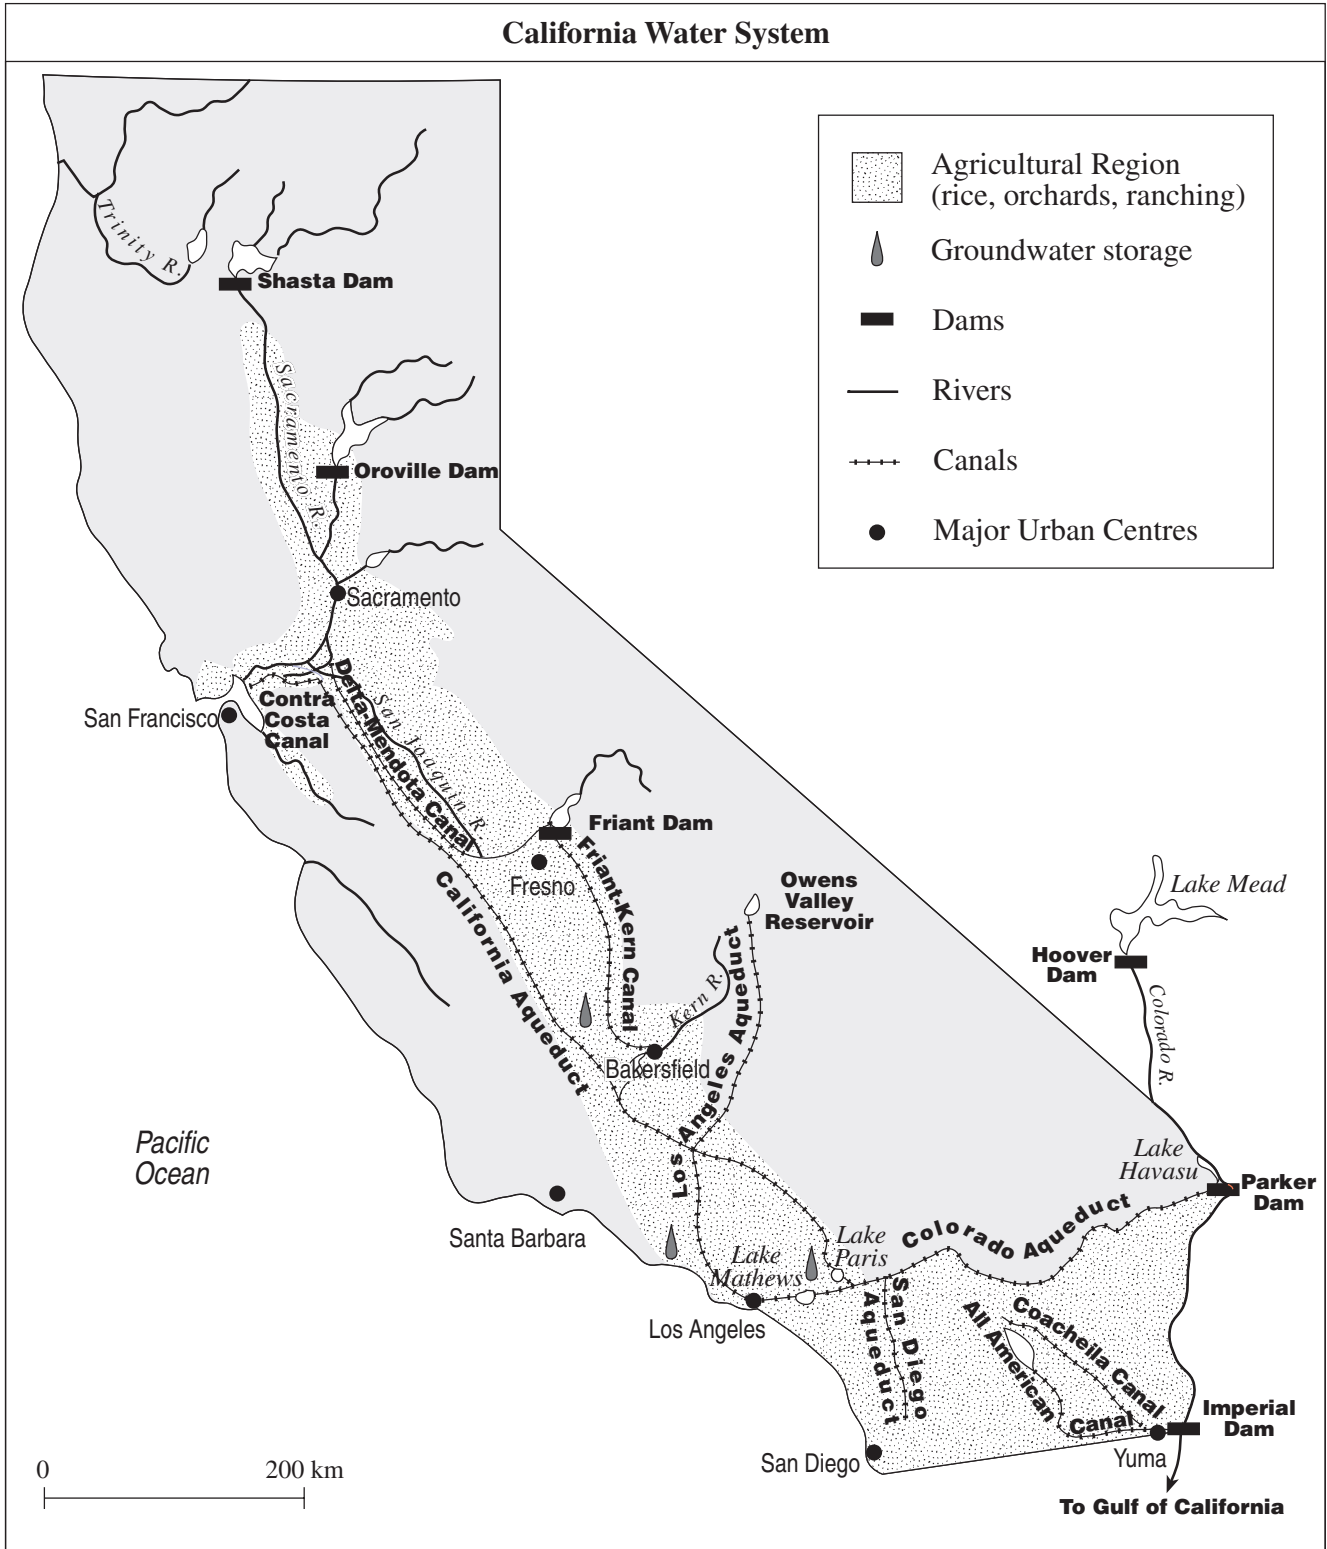 California Water System
Agricultural Region
(rice, orchards, ranching)
Groundwater storage
Dams
Rivers
Canals
Major Urban Centres
Trinity R.
Shasta Dam
Sacramento R.
Oroville Dam
Sacramento
Contra
Costa
Canal
Delta-Mendota Canal
San Joaquin R.
San Francisco
Friant Dam
Fresno
Friant-Kern Canal
California Aqueduct
Owens
Valley
Reservoir
Kern R.
Bakersfield
Los Angeles Aqueduct
Lake Mead
Hoover
Dam
Colorado R.
Pacific
Ocean
Lake
Havasu
Parker
Dam
Santa Barbara
Colorado Aqueduct
Lake
Paris
Lake
Mathews
Los Angeles
San Diego
Aqueduct
All American
Canal
Coacheila Canal
Imperial
Dam
San Diego
Yuma
To Gulf of California
0 200 km